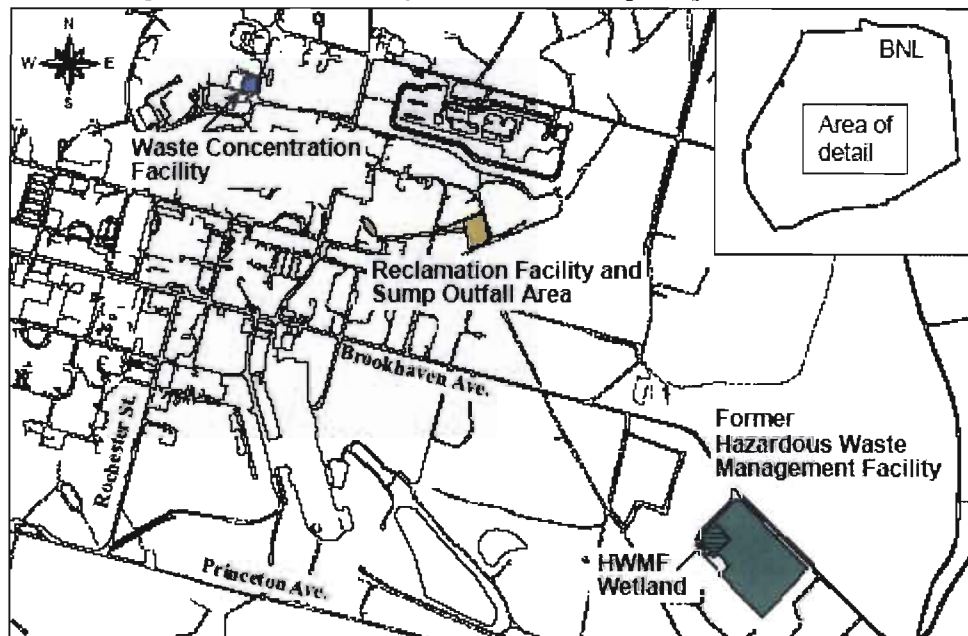 N
W E
S
BNL
Area of
detail
Waste Concentration
Facility
Reclamation Facility and
Sump Outfall Area
Brookhaven Ave.
Rochester St.
Former
Hazardous Waste
Management Facility
HWMF
Wetland
Princeton Ave.